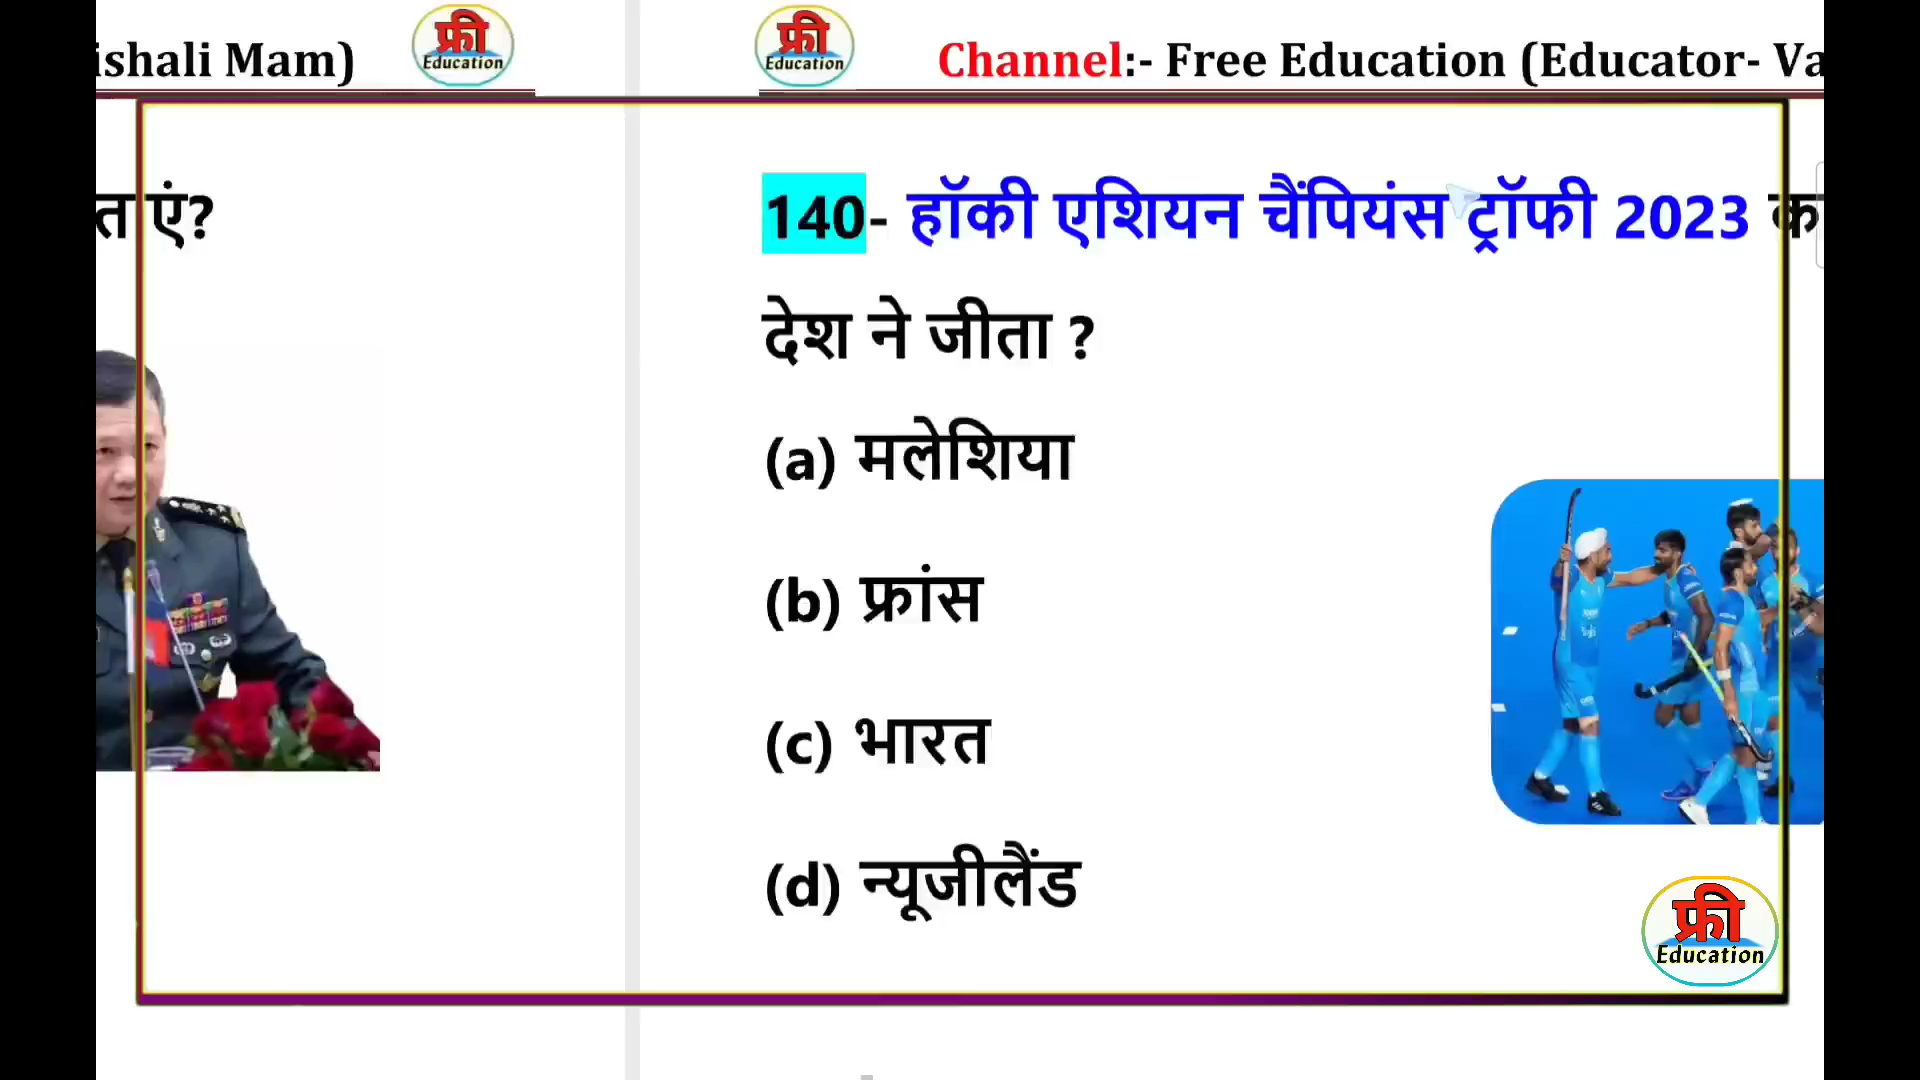 ishali Mam)
फ्री
Education
फ्री
Education
Channel:- Free Education (Educator- Va
ताएं?
140- हॉकी एशियन चैंपियंस ट्रॉफी 2023 क
देश ने जीता ?
(a) मलेशिया
(b) फ्रांस
(c) भारत
(d) न्यूजीलैंड
फ्री
Education